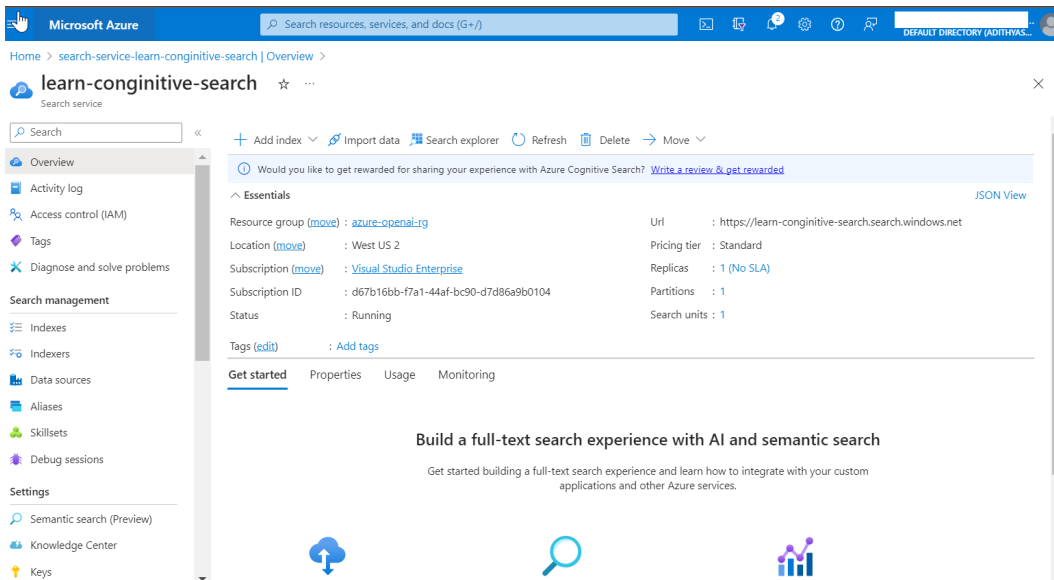 Microsoft Azure
Search resources, services, and docs (G+/)
2
DEFAULT DIRECTORY (ADITHYAS...
Home > search-service-learn-conginitive-search | Overview >
learn-conginitive-search
Search service
Search
Overview
Activity log
Access control (IAM)
Tags
Diagnose and solve problems
Search management
Indexes
Indexers
Data sources
Aliases
Skillsets
Debug sessions
Settings
Semantic search (Preview)
Knowledge Center
Keys
Add index Import data Search explorer Refresh Delete Move
Would you like to get rewarded for sharing your experience with Azure Cognitive Search? Write a review & get rewarded
Essentials JSON View
Resource group (move) : azure-openai-rg
Location (move) : West US 2
Subscription (move) : Visual Studio Enterprise
Subscription ID : d67b16bb-f7a1-44af-bc90-d7d86a9b0104
Status : Running
Url : https://learn-conginitive-search.search.windows.net
Pricing tier : Standard
Replicas : 1 (No SLA)
Partitions : 1
Search units : 1
Tags (edit) : Add tags
Get started Properties Usage Monitoring
Build a full-text search experience with AI and semantic search
Get started building a full-text search experience and learn how to integrate with your custom
applications and other Azure services.